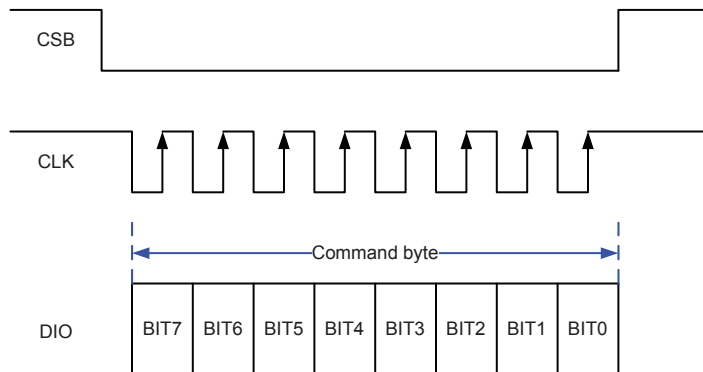 CSB
CLK
Command byte
DIO BIT7 BIT6 BIT5 BIT4 BIT3 BIT2 BIT1 BIT0